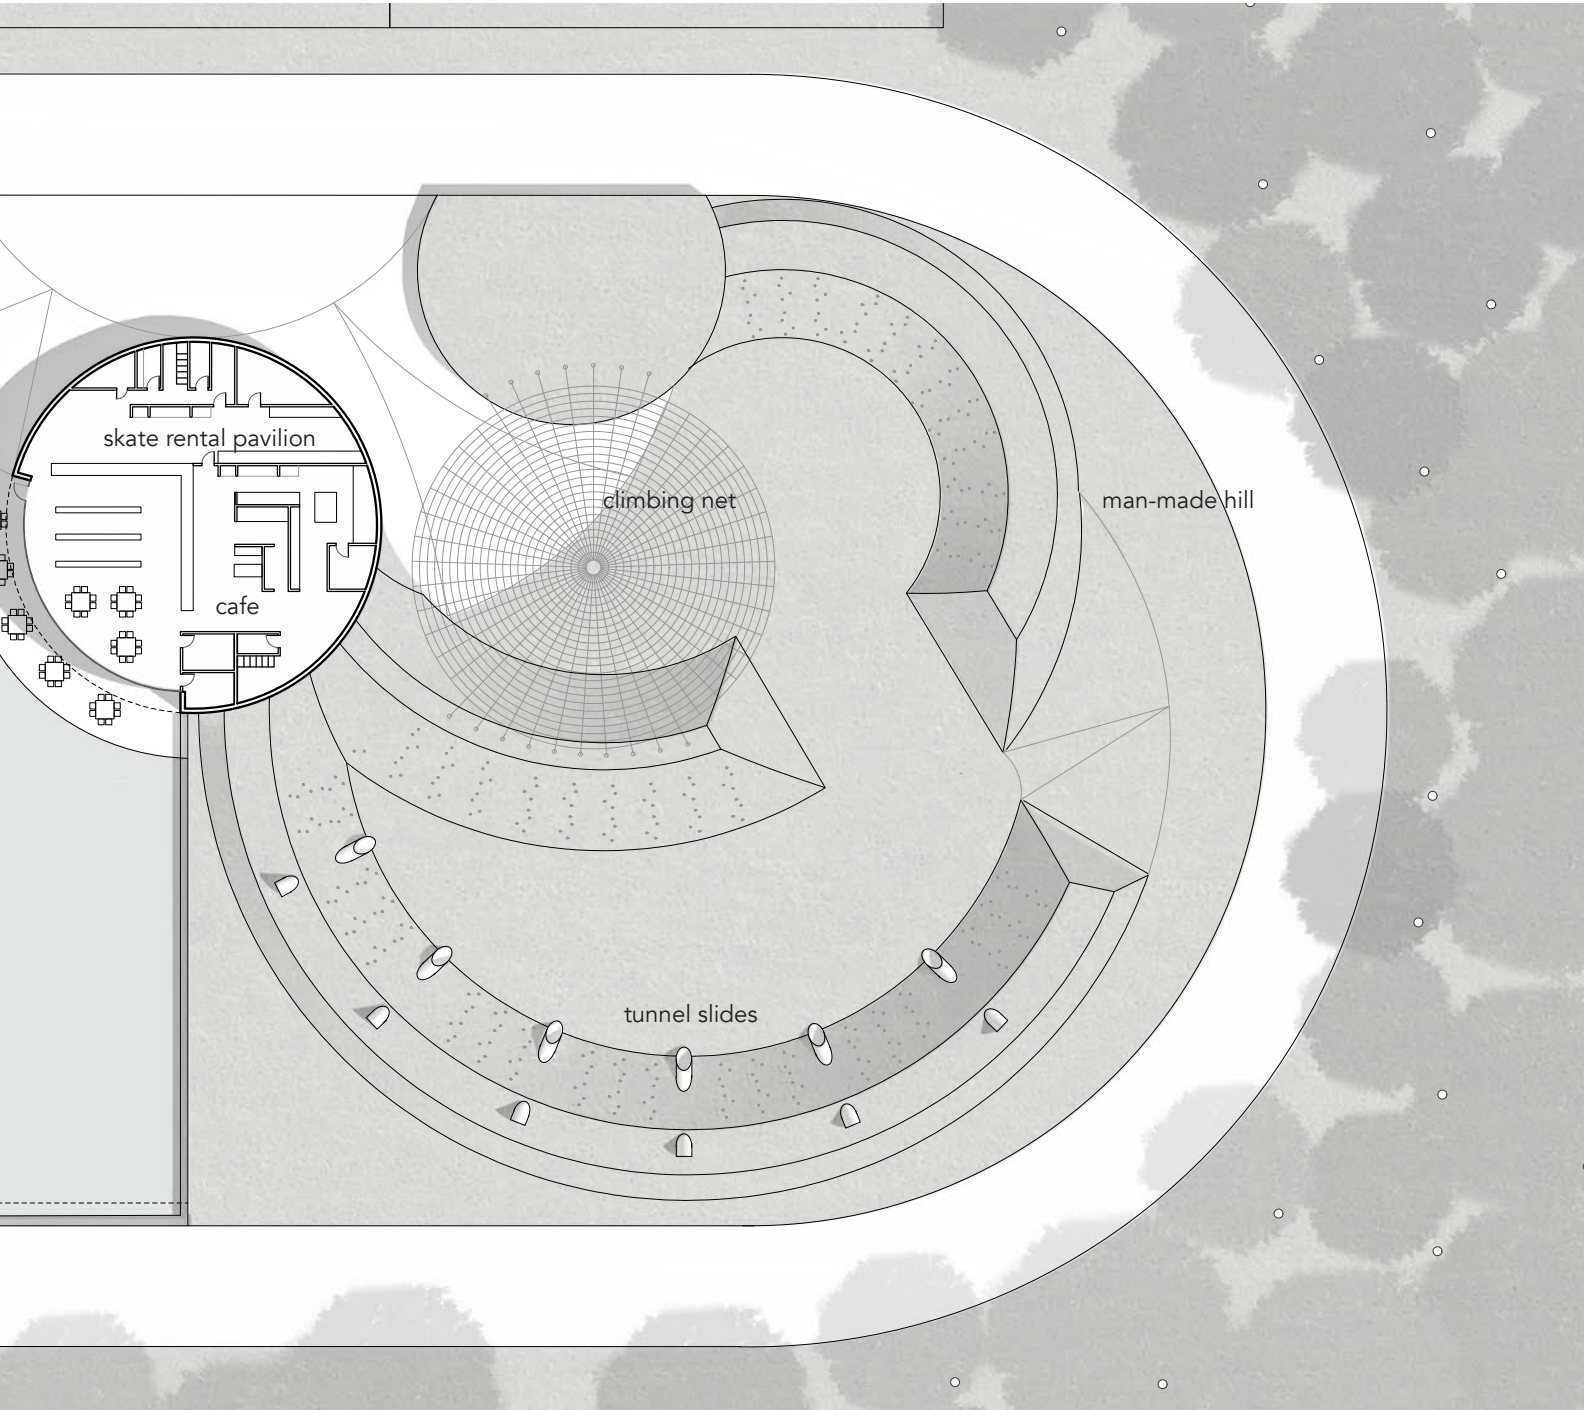 skate rental pavilion
climbing net
man-made hill
cafe
tunnel slides